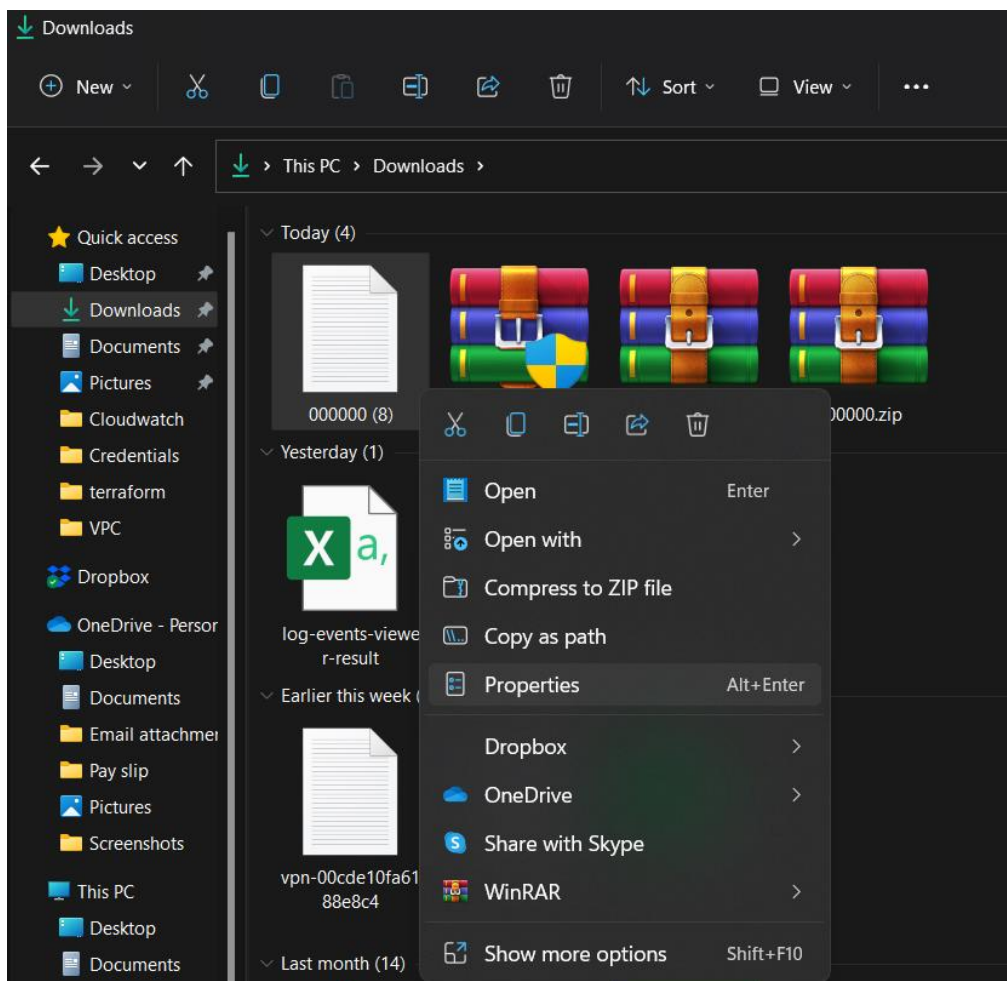 Downloads
New
Sort
View
This PC > Downloads >
Quick access
Desktop
Downloads
Documents
Pictures
Cloudwatch
Credentials
terraform
VPC
Dropbox
OneDrive - Person
Desktop
Documents
Email attachmen
Pay slip
Pictures
Screenshots
This PC
Desktop
Documents
Today (4)
000000 (8)
00000.zip
Yesterday (1)
X a,
log-events-viewe
r-result
Earlier this week (
vpn-00cde10fa61
88e8c4
Last month (14)
Open Enter
Open with
Compress to ZIP file
Copy as path
Properties Alt+Enter
Dropbox
OneDrive
S Share with Skype
WinRAR
Show more options Shift+F10